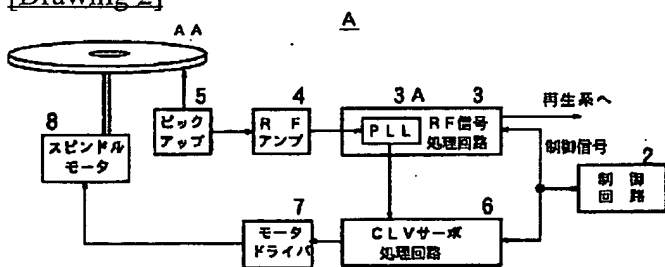 [Drawing 2]
A
A A
5
ピック
アップ
4
R F
アンプ
3 A
3
PLL
RF信号
処理回路
再生系へ
制御信号
2
制 御
回 路
8
スピンドル
モータ
7
モータ
ドライバ
6
CLVサーボ
処理回路